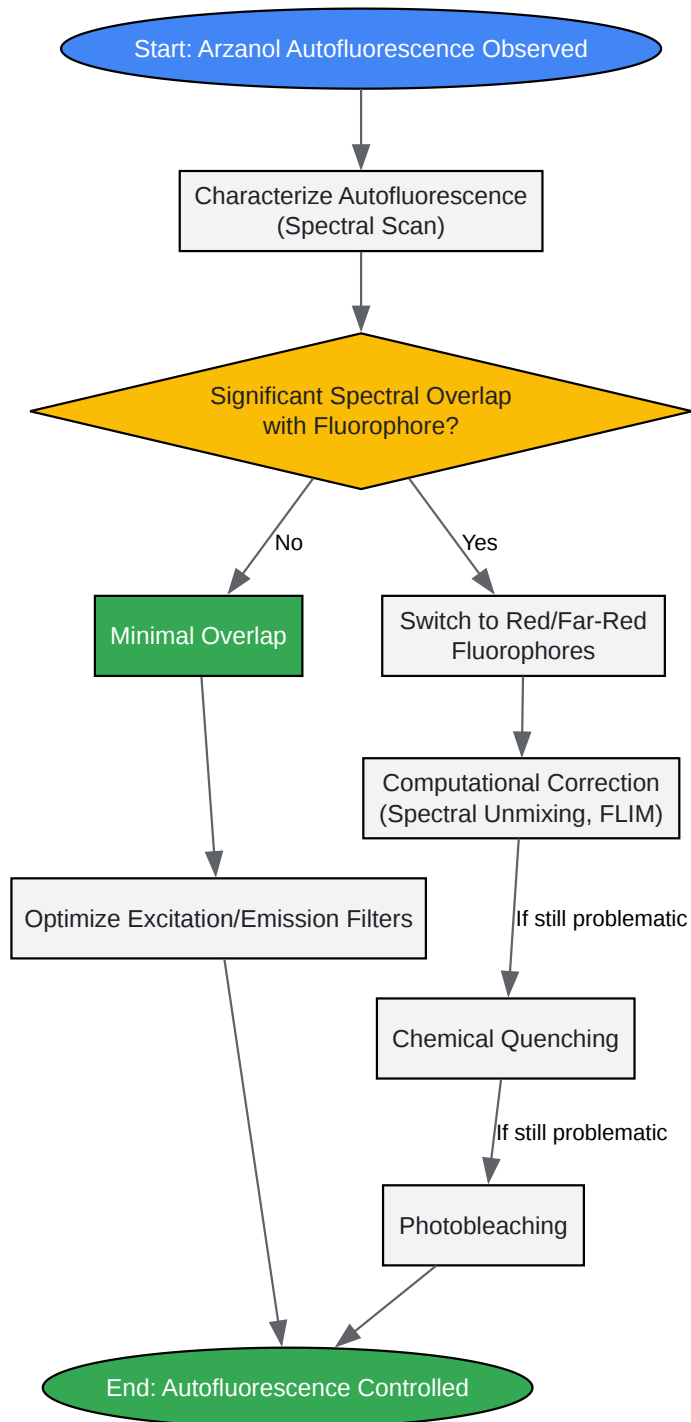 Start: Arzanol Autofluorescence Observed
Characterize Autofluorescence
(Spectral Scan)
Significant Spectral Overlap
with Fluorophore?
No
Yes
Minimal Overlap
Switch to Red/Far-Red
Fluorophores
Computational Correction
(Spectral Unmixing, FLIM)
Optimize Excitation/Emission Filters
If still problematic
Chemical Quenching
If still problematic
Photobleaching
End: Autofluorescence Controlled